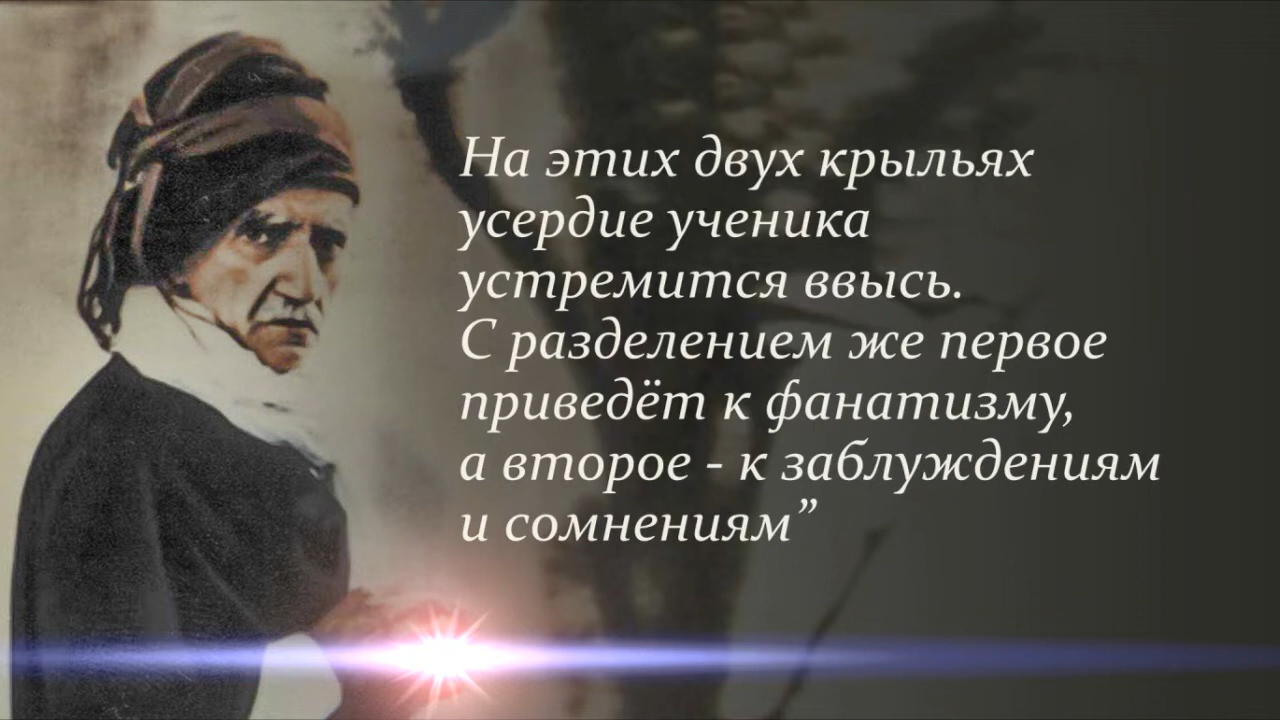 На этих двух крыльях
усердие ученика
устремится ввысь.
С разделением же первое
приведёт к фанатизму,
а второе - к заблуждениям
и сомнениям”